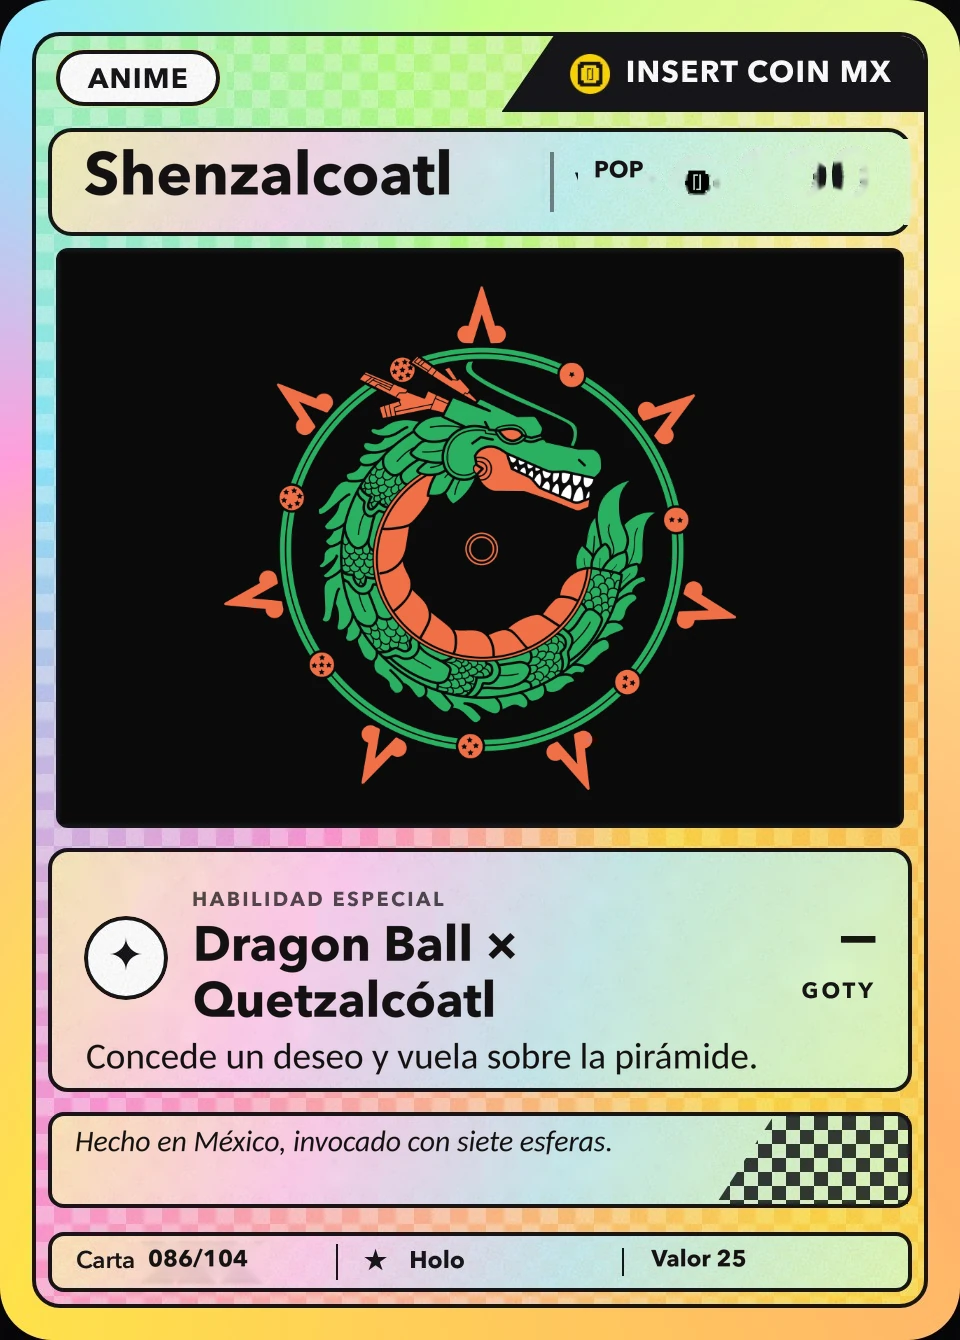 ANIME
INSERT COIN MX
Shenzalcoatl
POP
HABILIDAD ESPECIAL
Dragon Ball ×
Quetzalcóatl
GOTY
Concede un deseo y vuela sobre la pirámide.
Hecho en México, invocado con siete esferas.
Carta 086/104 ★ Holo Valor 25